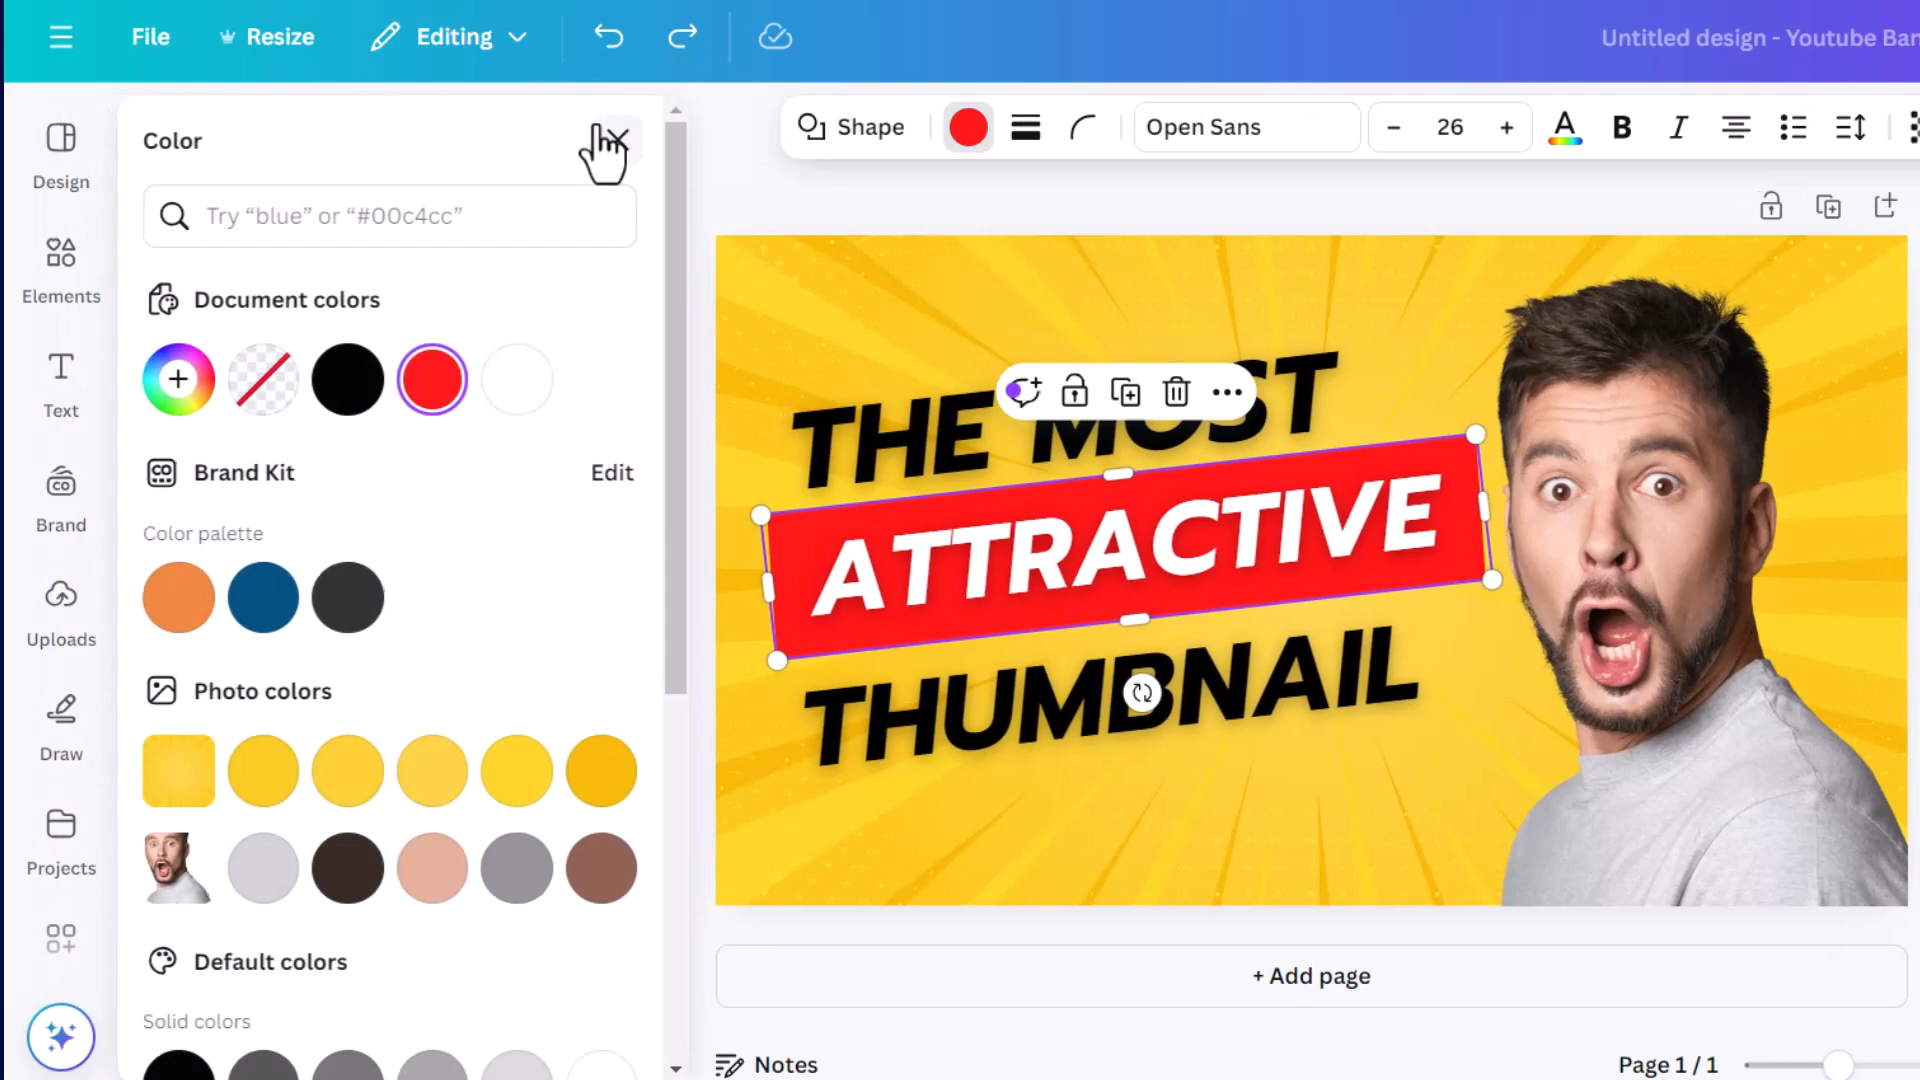 File
Resize
Editing
Untitled design - Youtube Ban
Design
Elements
Text
Brand
Uploads
Draw
Projects
Color
Try “blue” or “#00c4cc”
Document colors
Brand Kit
Edit
Color palette
Photo colors
Default colors
Solid colors
Shape
Open Sans
- 26 +
A B I
THE MOST
ATTRACTIVE
THUMBNAIL
+ Add page
Notes
Page 1 / 1